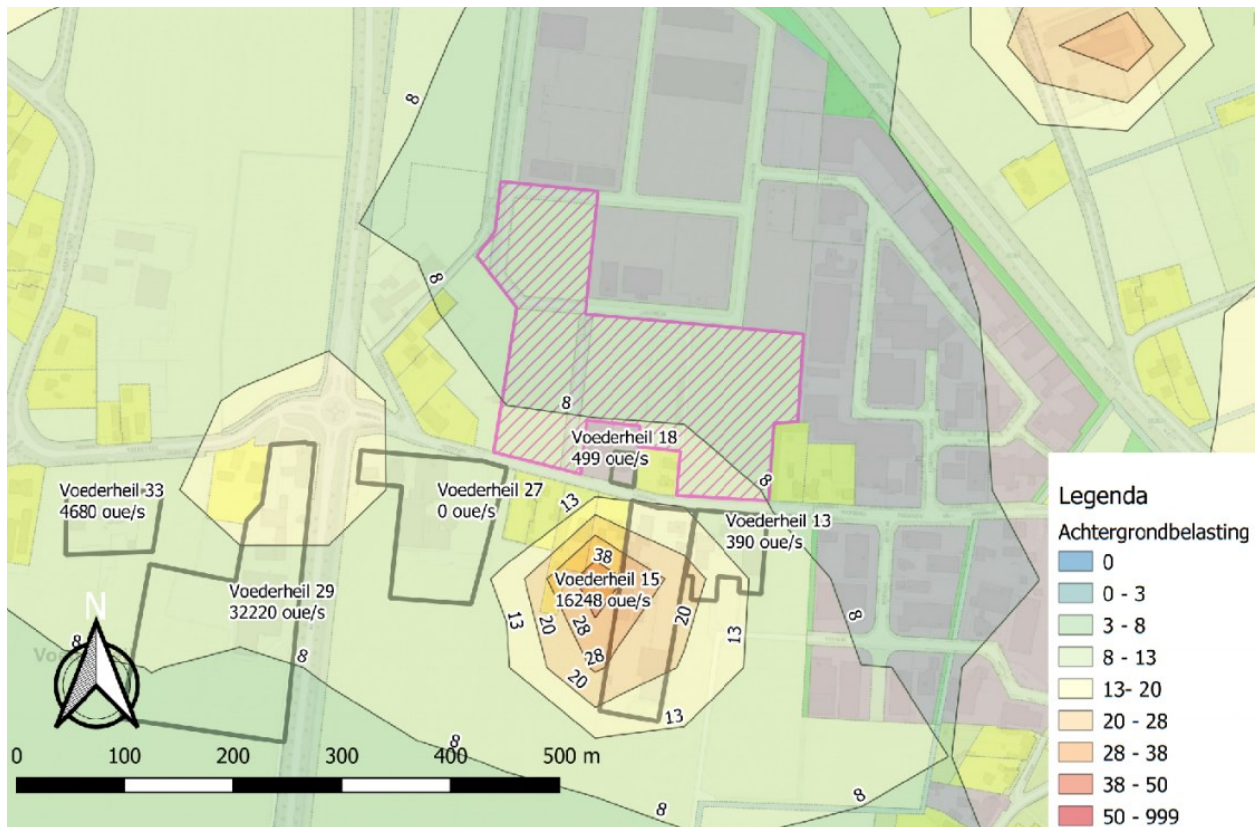 8
8
8
8
Voederheil 18
499 oue/s
8
Voederheil 33
4680 oue/s
Voederheil 27
0 oue/s
13
Voederheil 13
390 oue/s
38
Voederheil 15
16248 oue/s
Voederheil 29
32220 oue/s
13
20
28
28
20
20
13
13
8
8
8
8
8
N
0 100 200 300 400 500 m
Legenda
Achtergrondbelasting
0
0 - 3
3 - 8
8 - 13
13- 20
20 - 28
28 - 38
38 - 50
50 - 999